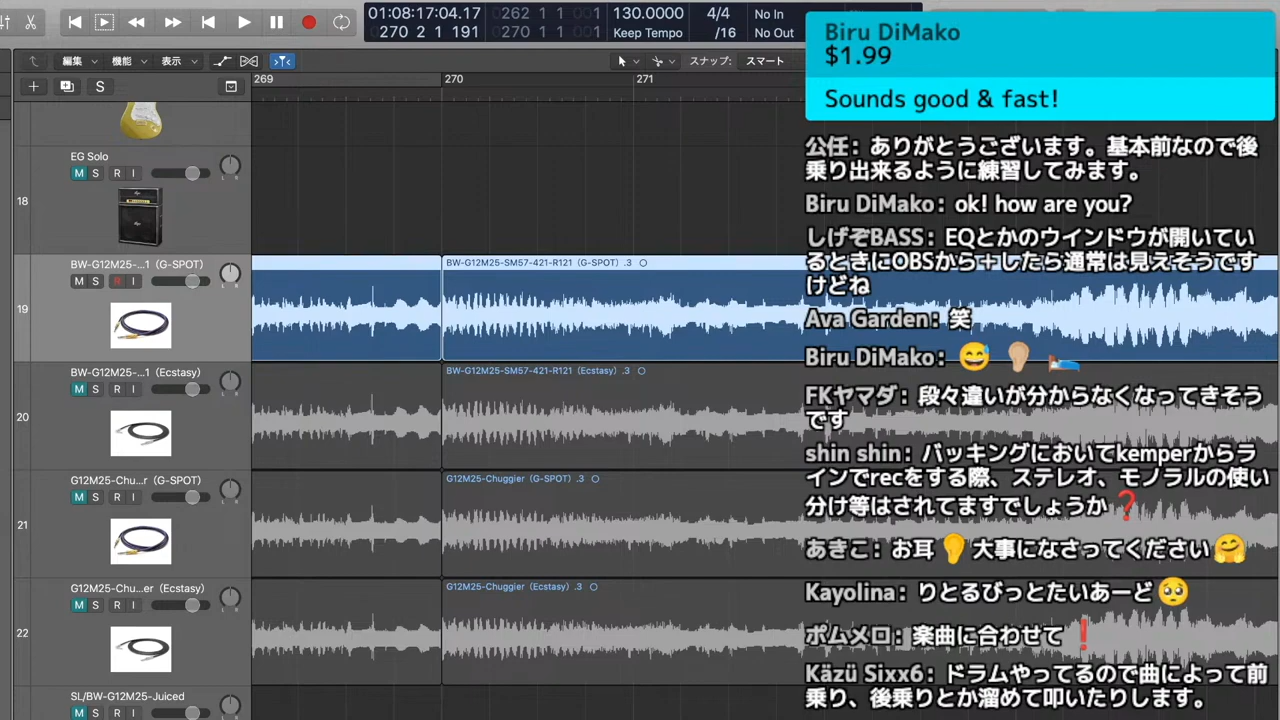 01:08:17:04.17
270 2 1 191
0262 1 1 001
0270 1 1 001
130.0000
Keep Tempo
4/4
/16
No In
No Out
編集
機能
表示
スナップ:
スマート
S
269
270
271
EG Solo
M S R I
18
BW-G12M25-...1 (G-SPOT)
M S R I
L R
19
BW-G12M25-SM57-421-R121 (G-SPOT) .3
BW-G12M25-...1 (Ecstasy)
M S R I
20
BW-G12M25-SM57-421-R121 (Ecstasy) .3
G12M25-Chu...r (G-SPOT)
M S R I
21
G12M25-Chuggier (G-SPOT) .3
G12M25-Chu...er (Ecstasy)
M S R I
22
G12M25-Chuggier (Ecstasy) .3
SL/BW-G12M25-Juiced
M S R I
Biru DiMako
$1.99
Sounds good & fast!
公任: ありがとうございます。基本前なので後
乗り出来るように練習してみます。
Biru DiMako: ok! how are you?
しげぞBASS: EQとかのウインドウが開いてい
るときにOBSから＋したら通常は見えそうです
けどね
Ava Garden: 笑
Biru DiMako: 😅 👂🏼 🛌🏼
FKヤマダ: 段々違いが分からなくなってきそう
です
shin shin: バッキングにおいてkemperからラ
インでrecをする際、ステレオ、モノラルの使い
分け等はされてますでしょうか❓
あきこ: お耳👂大事になさってください🤗
Kayolina: りとるびっとたいあーど🥺
ポムメロ: 楽曲に合わせて❗
Käzü Sixx6: ドラムやってるので曲によって前
乗り、後乗りとか溜めて叩いたりします。